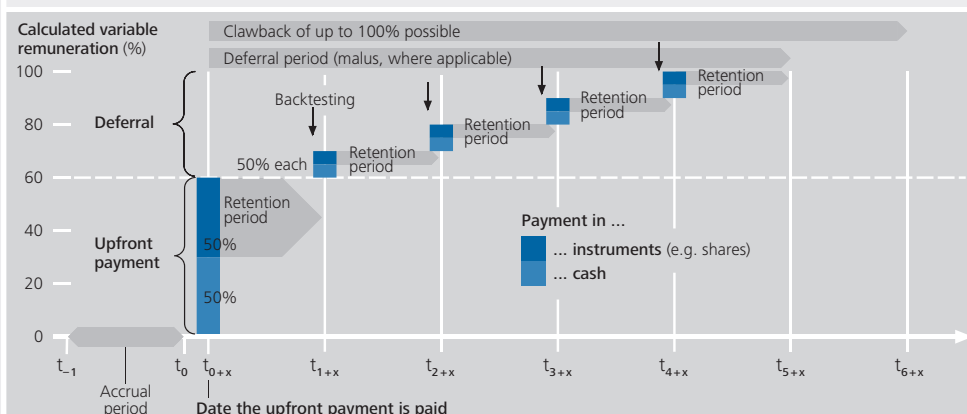 Calculated variable
remuneration (%)
Clawback of up to 100% possible
Deferral period (malus, where applicable)
100
80
60
40
20
0
Deferral
Backtesting
50% each
Retention
period
Retention
period
Retention
period
Retention
period
Retention
period
Upfront
payment
50%
50%
Payment in ...
... instruments (e.g. shares)
... cash
t₋₁
t₀
t₀₊ₓ
t₁₊ₓ
t₂₊ₓ
t₃₊ₓ
t₄₊ₓ
t₅₊ₓ
t₆₊ₓ
Accrual
period
Date the upfront payment is paid